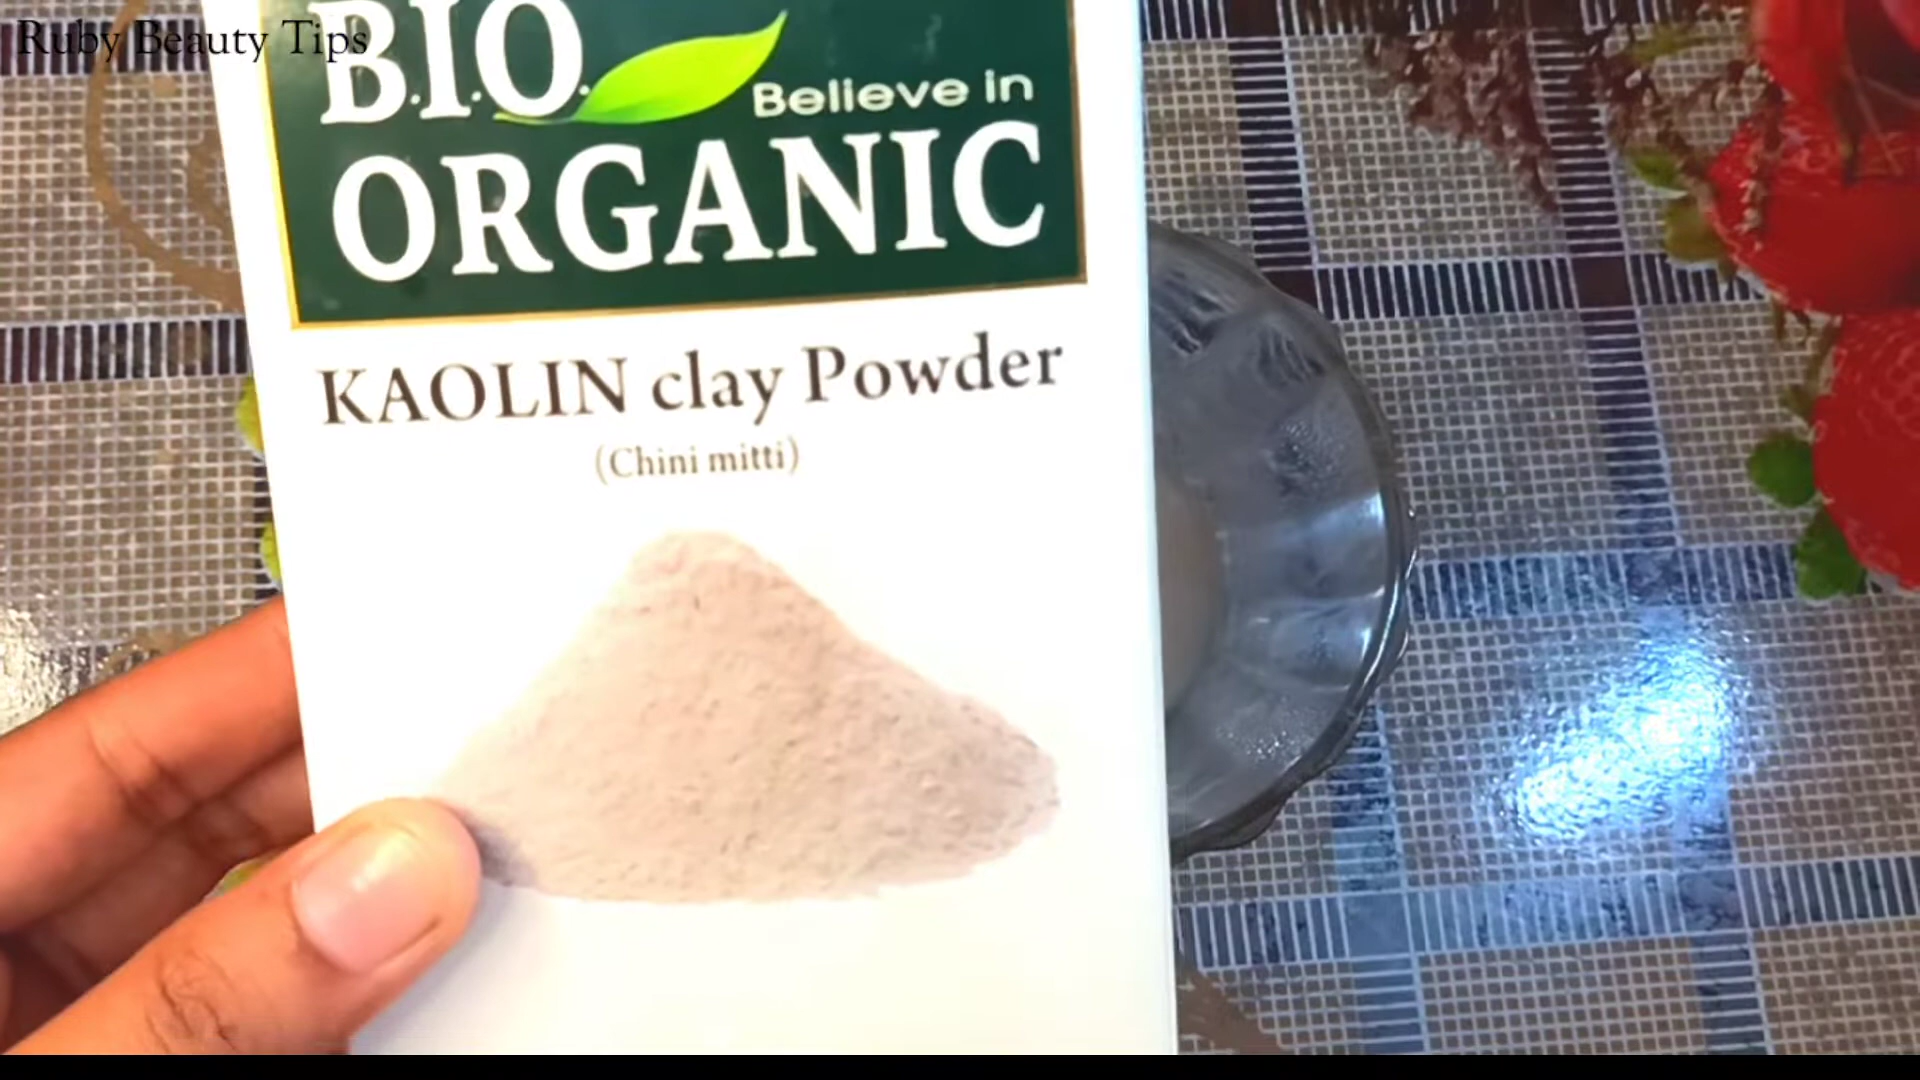 Ruby Beauty Tips
B.I.O.
Believe in
ORGANIC
KAOLIN clay Powder
(Chini mitti)